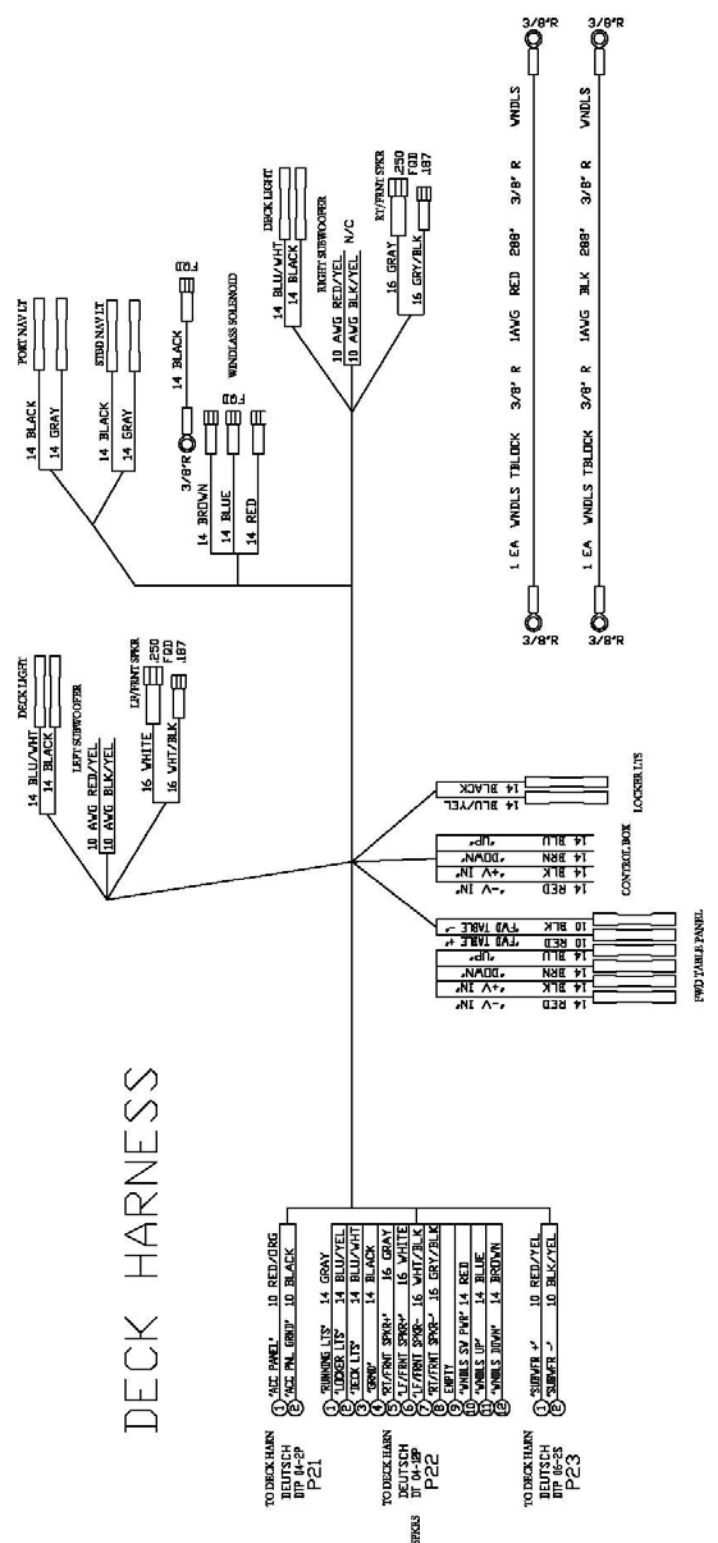 DECK HARNESS
PORT NAV LT
14 BLACK
14 GRAY
STBD NAV LT
14 BLACK
14 GRAY
14 BLACK
FQD
3/8"R
WINDLASS SOLENOID
FQD
14 BROWN
14 BLUE
14 RED
DECK LIGHT
14 BLU/WHT
14 BLACK
RIGHT SUBWOOFER
10 AWG RED/YEL
10 AWG BLK/YEL
N/C
RT/FRNT SPKR
.250
FQD
.187
16 GRAY
16 GRY/BLK
3/8"R
1 EA WNDLS TBLOCK 3/8" R 1AWG RED 288" 3/8" R WNDLS
3/8"R
3/8"R
1 EA WNDLS TBLOCK 3/8" R 1AWG BLK 288" 3/8" R WNDLS
3/8"R
DECK LIGHT
14 BLU/WHT
14 BLACK
LEFT SUBWOOFER
10 AWG RED/YEL
10 AWG BLK/YEL
LF/FRNT SPKR
.250
FQD
.187
16 WHITE
16 WHT/BLK
14 BLACK
14 BLU/YEL
LOCKER LTS
"UP" 14 BLU
"DOWN" 14 BRN
"+V IN" 14 BLK
"-V IN" 14 RED
CONTROL BOX
"FWD TABLE -" 10 BLK
"FWD TABLE +" 10 RED
"UP" 14 BLU
"DOWN" 14 BRN
"+V IN" 14 BLK
"-V IN" 14 RED
FWD TABLE PANEL
TO DECK HARN
DEUTSCH
DTP 04-2P
P21
1 "ACC PANEL" 10 RED/ORG
2 "ACC PNL GRND" 10 BLACK
TO DECK HARN
DEUTSCH
DT 04-12P
P22
1 "RUNNING LTS" 14 GRAY
2 "LOCKER LTS" 14 BLU/YEL
3 "DECK LTS" 14 BLU/WHT
4 "GRND" 14 BLACK
5 "RT/FRNT SPKR+" 16 GRAY
6 "LF/FRNT SPKR+" 16 WHITE
7 "LF/FRNT SPKR-" 16 WHT/BLK
8 "RT/FRNT SPKR-" 16 GRY/BLK
9 EMPTY
10 "WNDLS SW PWR" 14 RED
11 "WNDLS UP" 14 BLUE
12 "WNDLS DOWN" 14 BROWN
SPKRS
TO DECK HARN
DEUTSCH
DTP 06-2S
P23
1 "SUBWFR +" 10 RED/YEL
2 "SUBWFR -" 10 BLK/YEL